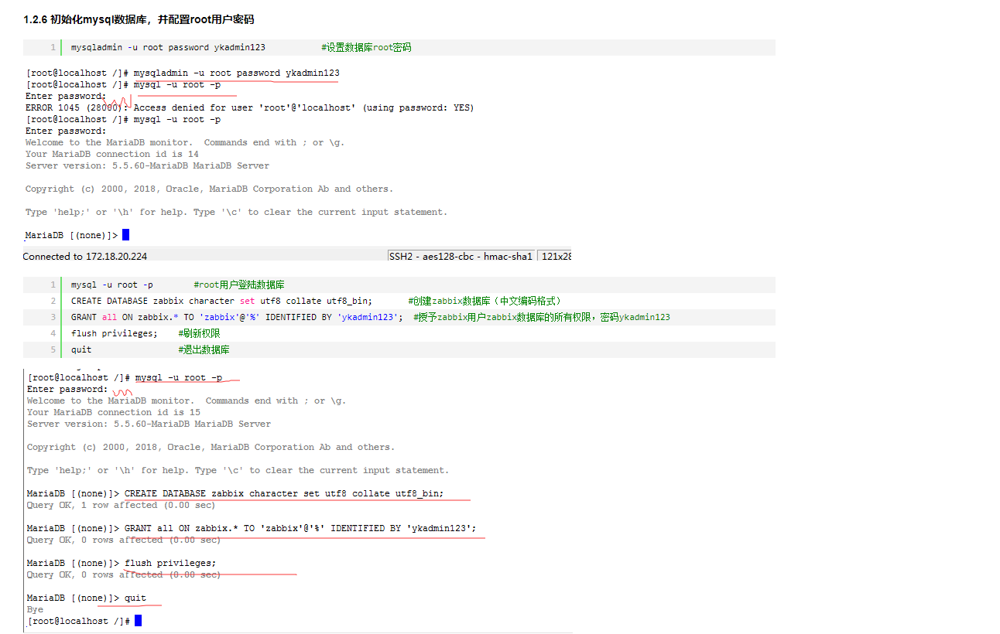 1.2.6 初始化mysql数据库，并配置root用户密码
1 mysqladmin -u root password ykadmin123 #设置数据库root密码
[root@localhost /]# mysqladmin -u root password ykadmin123
[root@localhost /]# mysql -u root -p
Enter password:
ERROR 1045 (28000): Access denied for user 'root'@'localhost' (using password: YES)
[root@localhost /]# mysql -u root -p
Enter password:
Welcome to the MariaDB monitor.  Commands end with ; or \g.
Your MariaDB connection id is 14
Server version: 5.5.60-MariaDB MariaDB Server
Copyright (c) 2000, 2018, Oracle, MariaDB Corporation Ab and others.
Type 'help;' or '\h' for help. Type '\c' to clear the current input statement.
MariaDB [(none)]>
Connected to 172.18.20.224 SSH2 - aes128-cbc - hmac-sha1 121x28
1 mysql -u root -p #root用户登陆数据库
2 CREATE DATABASE zabbix character set utf8 collate utf8_bin; #创建zabbix数据库（中文编码格式）
3 GRANT all ON zabbix.* TO 'zabbix'@'%' IDENTIFIED BY 'ykadmin123'; #授予zabbix用户zabbix数据库的所有权限，密码ykadmin123
4 flush privileges; #刷新权限
5 quit #退出数据库
[root@localhost /]# mysql -u root -p
Enter password:
Welcome to the MariaDB monitor.  Commands end with ; or \g.
Your MariaDB connection id is 15
Server version: 5.5.60-MariaDB MariaDB Server
Copyright (c) 2000, 2018, Oracle, MariaDB Corporation Ab and others.
Type 'help;' or '\h' for help. Type '\c' to clear the current input statement.
MariaDB [(none)]> CREATE DATABASE zabbix character set utf8 collate utf8_bin;
Query OK, 1 row affected (0.00 sec)
MariaDB [(none)]> GRANT all ON zabbix.* TO 'zabbix'@'%' IDENTIFIED BY 'ykadmin123';
Query OK, 0 rows affected (0.00 sec)
MariaDB [(none)]> flush privileges;
Query OK, 0 rows affected (0.00 sec)
MariaDB [(none)]> quit
Bye
[root@localhost /]#